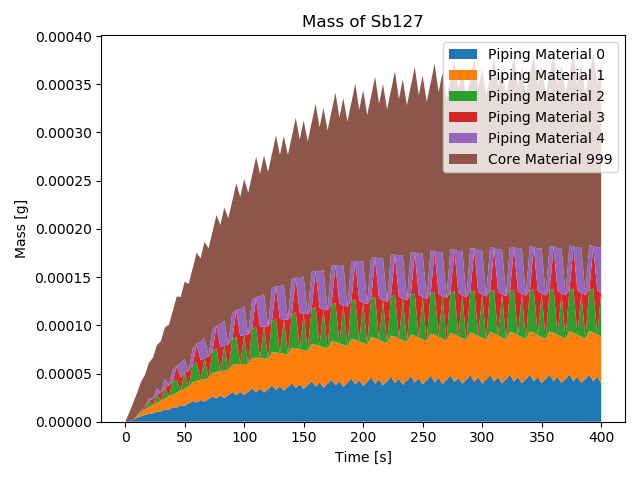 Mass of Sb127
Mass [g]
0.00040
0.00035
0.00030
0.00025
0.00020
0.00015
0.00010
0.00005
0.00000
Piping Material 0
Piping Material 1
Piping Material 2
Piping Material 3
Piping Material 4
Core Material 999
0 50 100 150 200 250 300 350 400
Time [s]